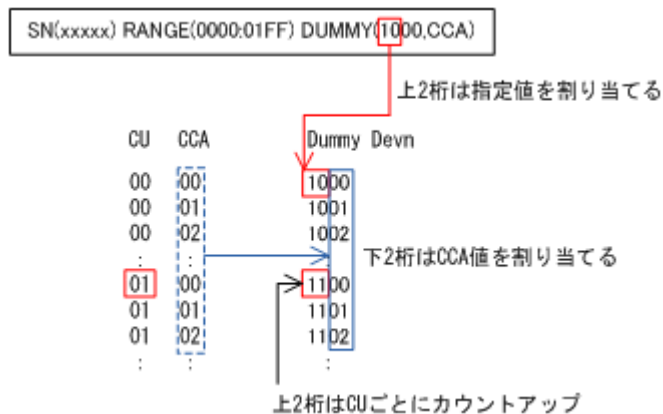 SN(xxxxx) RANGE(0000:01FF) DUMMY(1000,CCA)
上2桁は指定値を割り当てる
CU CCA Dummy Devn
00 00 1000
00 01 1001
00 02 1002
: : :
下2桁はCCA値を割り当てる
01 00 1100
01 01 1101
01 02 1102
: : :
上2桁はCUごとにカウントアップ